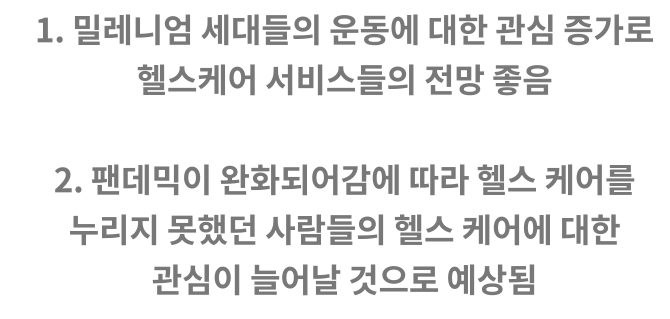 1. 밀레니엄 세대들의 운동에 대한 관심 증가로
헬스케어 서비스들의 전망 좋음
2. 팬데믹이 완화되어감에 따라 헬스 케어를
누리지 못했던 사람들의 헬스 케어에 대한
관심이 늘어날 것으로 예상됨